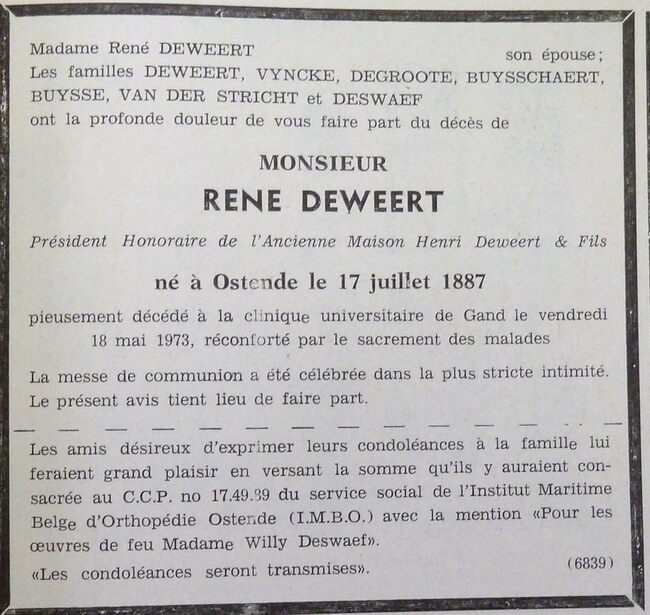 Madame René DEWEERT son épouse;
Les familles DEWEERT, VYNCKE, DEGROOTE, BUYSSCHAERT,
BUYSSE, VAN DER STRICHT et DESWAEF
ont la profonde douleur de vous faire part du décès de
MONSIEUR
RENE DEWEERT
Président Honoraire de l'Ancienne Maison Henri Deweert & Fils
né à Ostende le 17 juillet 1887
pieusement décédé à la clinique universitaire de Gand le vendredi
18 mai 1973, réconforté par le sacrement des malades
La messe de communion a été célébrée dans la plus stricte intimité.
Le présent avis tient lieu de faire part.
Les amis désireux d'exprimer leurs condoléances à la famille lui
feraient grand plaisir en versant la somme qu'ils y auraient con-
sacrée au C.C.P. no 17.49.39 du service social de l'Institut Maritime
Belge d'Orthopédie Ostende (I.M.B.O.) avec la mention «Pour les
œuvres de feu Madame Willy Deswaef».
«Les condoléances seront transmises». (6839)